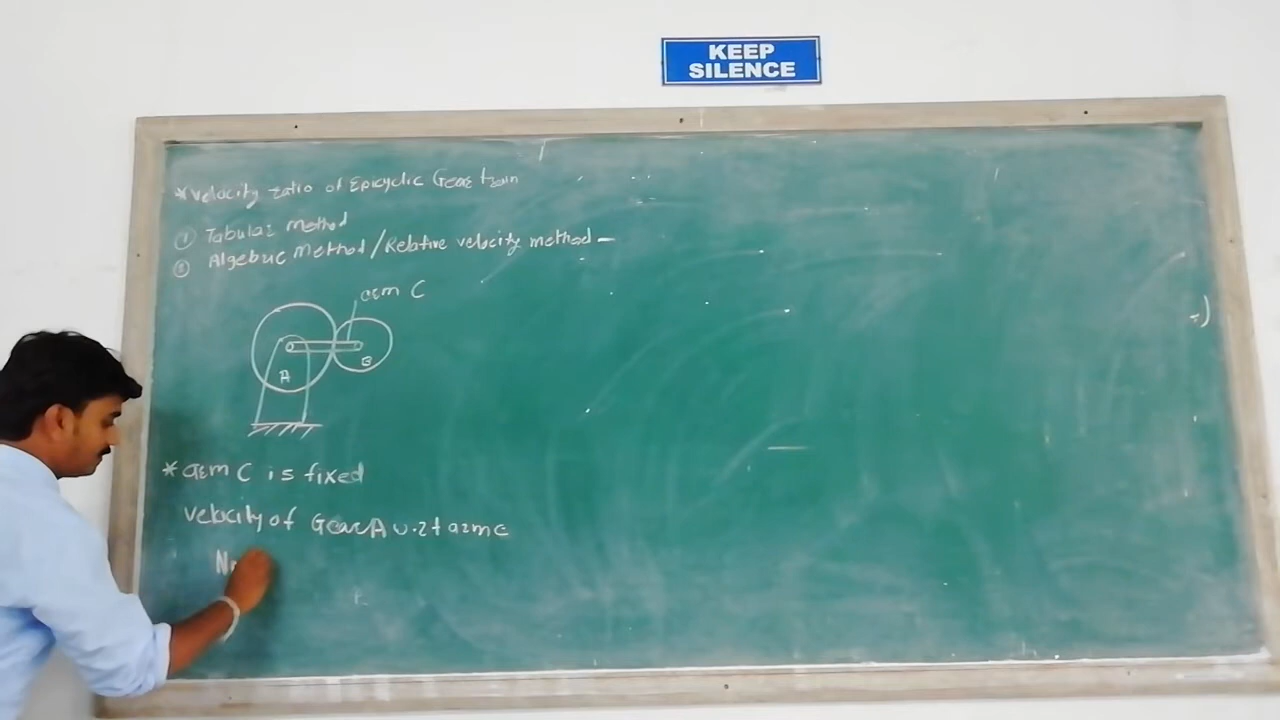 KEEP
SILENCE
*Velocity ratio of Epicyclic Gear train
① Tabular Method
② Algebric Method/Relative velocity method
arm C
A
B
* arm C is fixed
velocity of Gear A w.r.t arm C
N